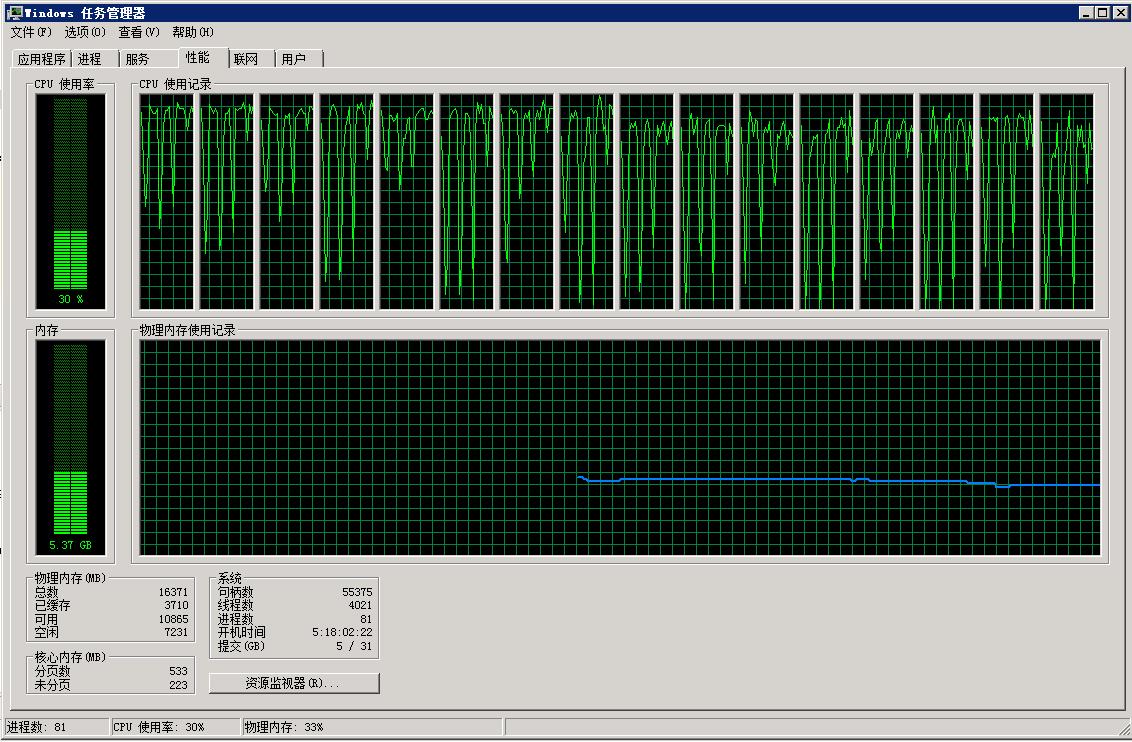 Windows 任务管理器
文件(F) 选项(O) 查看(V) 帮助(H)
应用程序 进程 服务 性能 联网 用户
CPU 使用率
CPU 使用记录
30 %
内存
物理内存使用记录
5.37 GB
物理内存(MB)
总数 16371
已缓存 3710
可用 10865
空闲 7231
系统
句柄数 55375
线程数 4021
进程数 81
开机时间 5:18:02:22
提交(GB) 5 / 31
核心内存(MB)
分页数 533
未分页 223
资源监视器(R)...
进程数: 81 CPU 使用率: 30% 物理内存: 33%